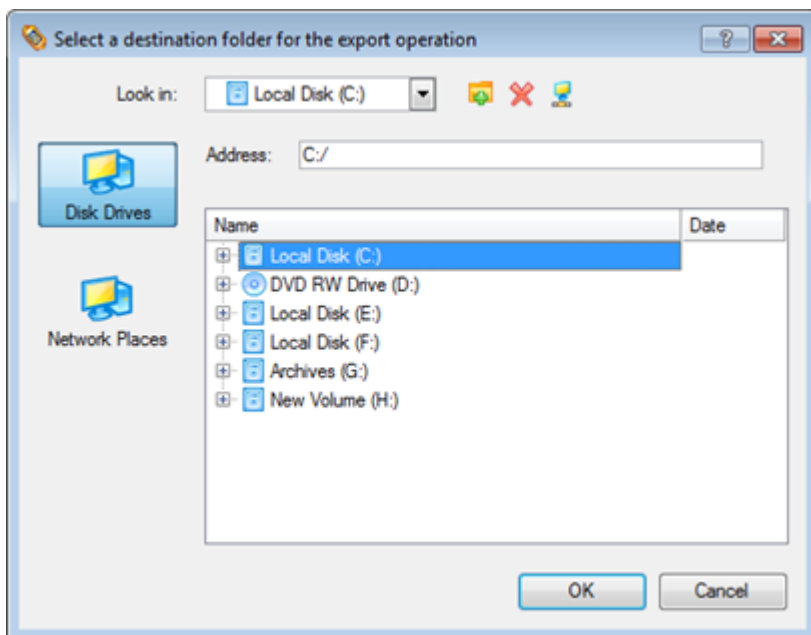 Select a destination folder for the export operation
Look in: Local Disk (C:)
Address: C:/
Disk Drives
Network Places
Name Date
Local Disk (C:)
DVD RW Drive (D:)
Local Disk (E:)
Local Disk (F:)
Archives (G:)
New Volume (H:)
OK Cancel